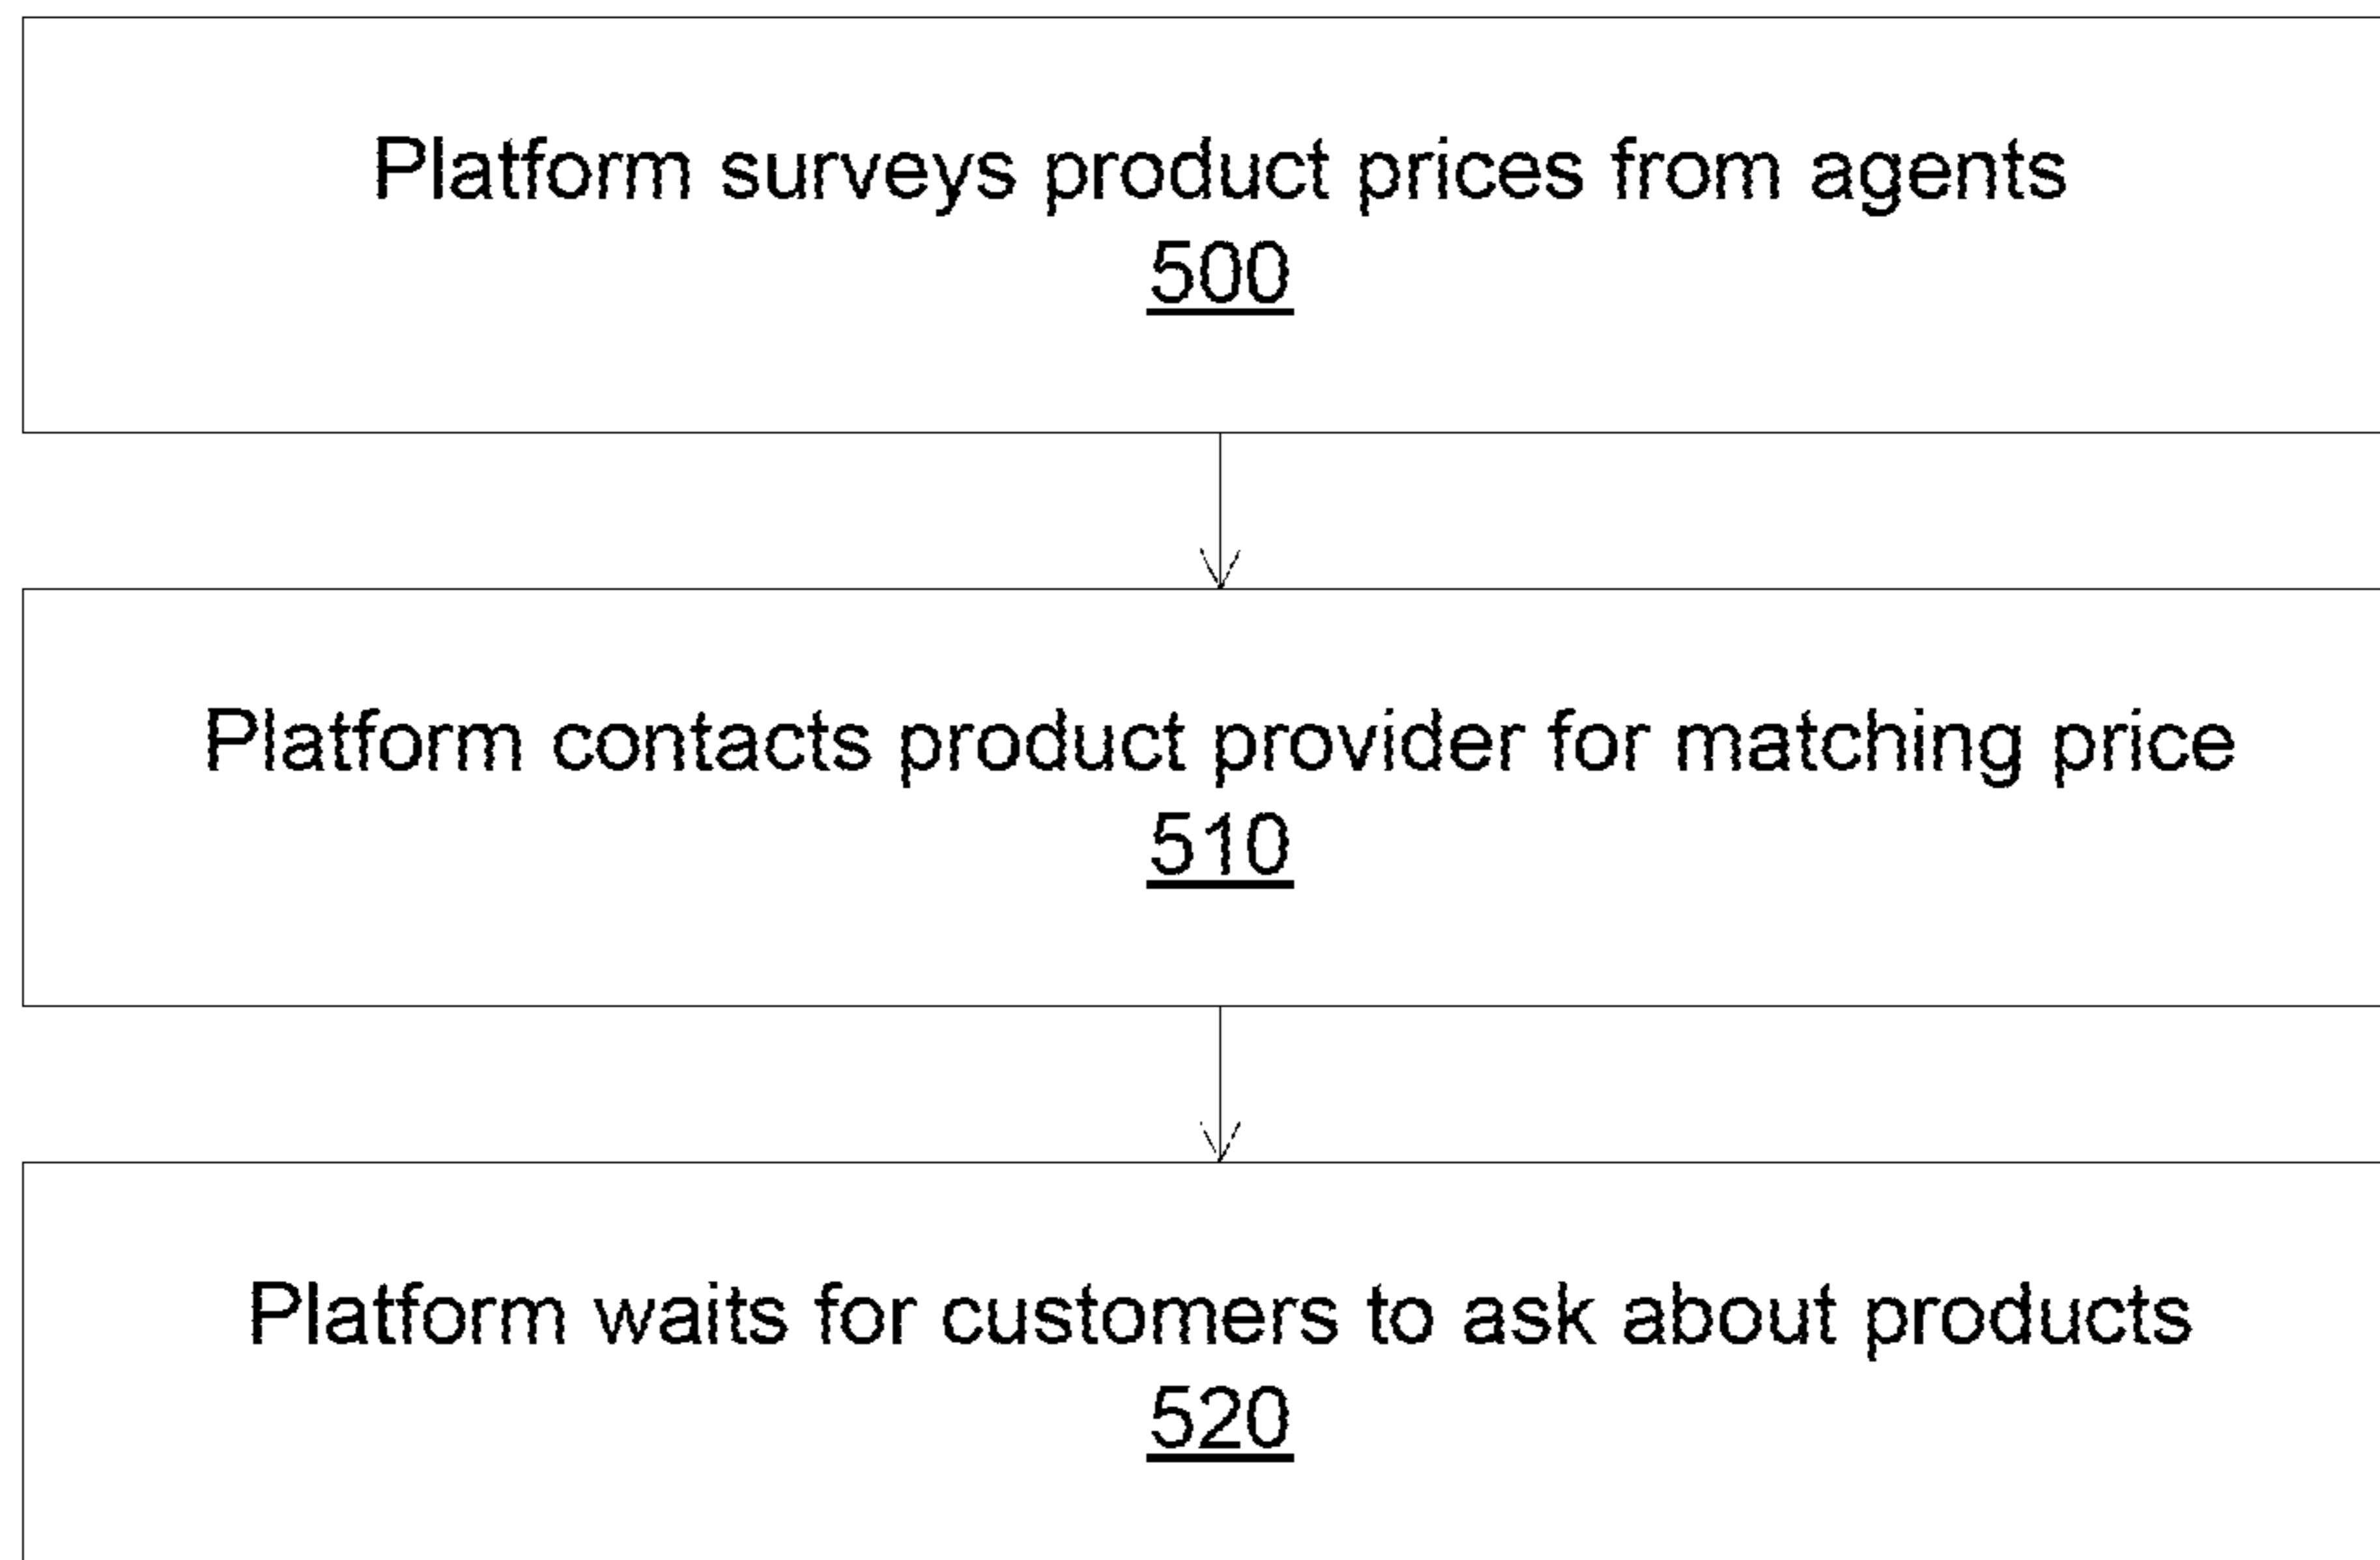 Platform surveys product prices from agents
500
Platform contacts product provider for matching price
510
Platform waits for customers to ask about products
520